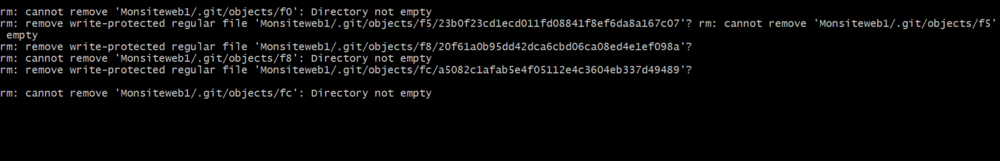 rm: cannot remove 'Monsiteweb1/.git/objects/f0': Directory not empty
rm: remove write-protected regular file 'Monsiteweb1/.git/objects/f5/23b0f23cd1ecd011fd08841f8ef6da8a167c07'? rm: cannot remove 'Monsiteweb1/.git/objects/f5'
empty
rm: remove write-protected regular file 'Monsiteweb1/.git/objects/f8/20f61a0b95dd42dca6cbd06ca08ed4e1ef098a'?
rm: cannot remove 'Monsiteweb1/.git/objects/f8': Directory not empty
rm: remove write-protected regular file 'Monsiteweb1/.git/objects/fc/a5082c1afab5e4f05112e4c3604eb337d49489'?
rm: cannot remove 'Monsiteweb1/.git/objects/fc': Directory not empty